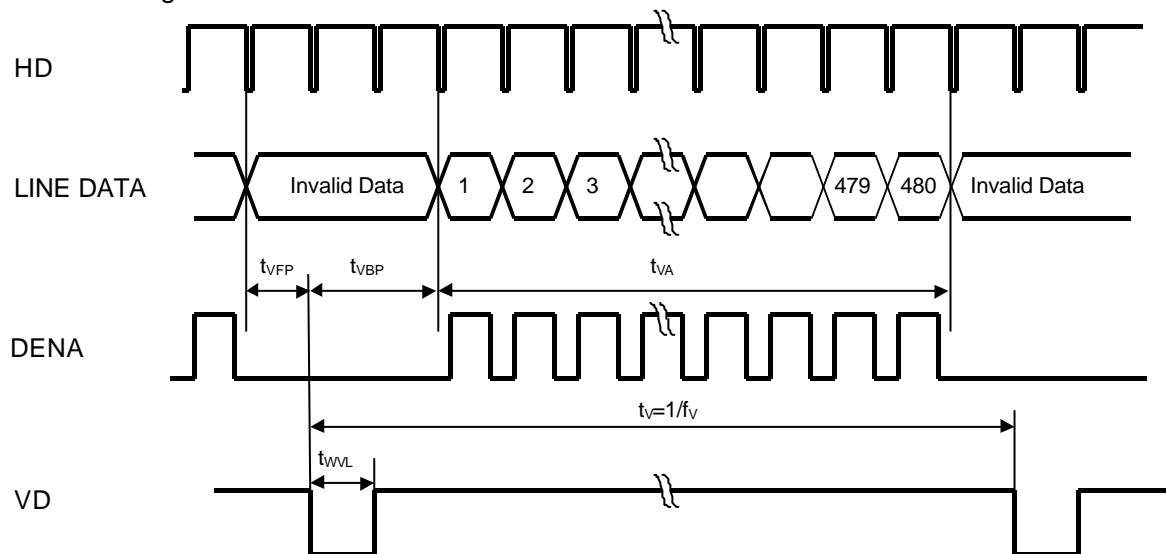 HD
LINE DATA
Invalid Data 1 2 3 479 480 Invalid Data
tVFP tVBP tVA
DENA
tV=1/fV
tWVL
VD